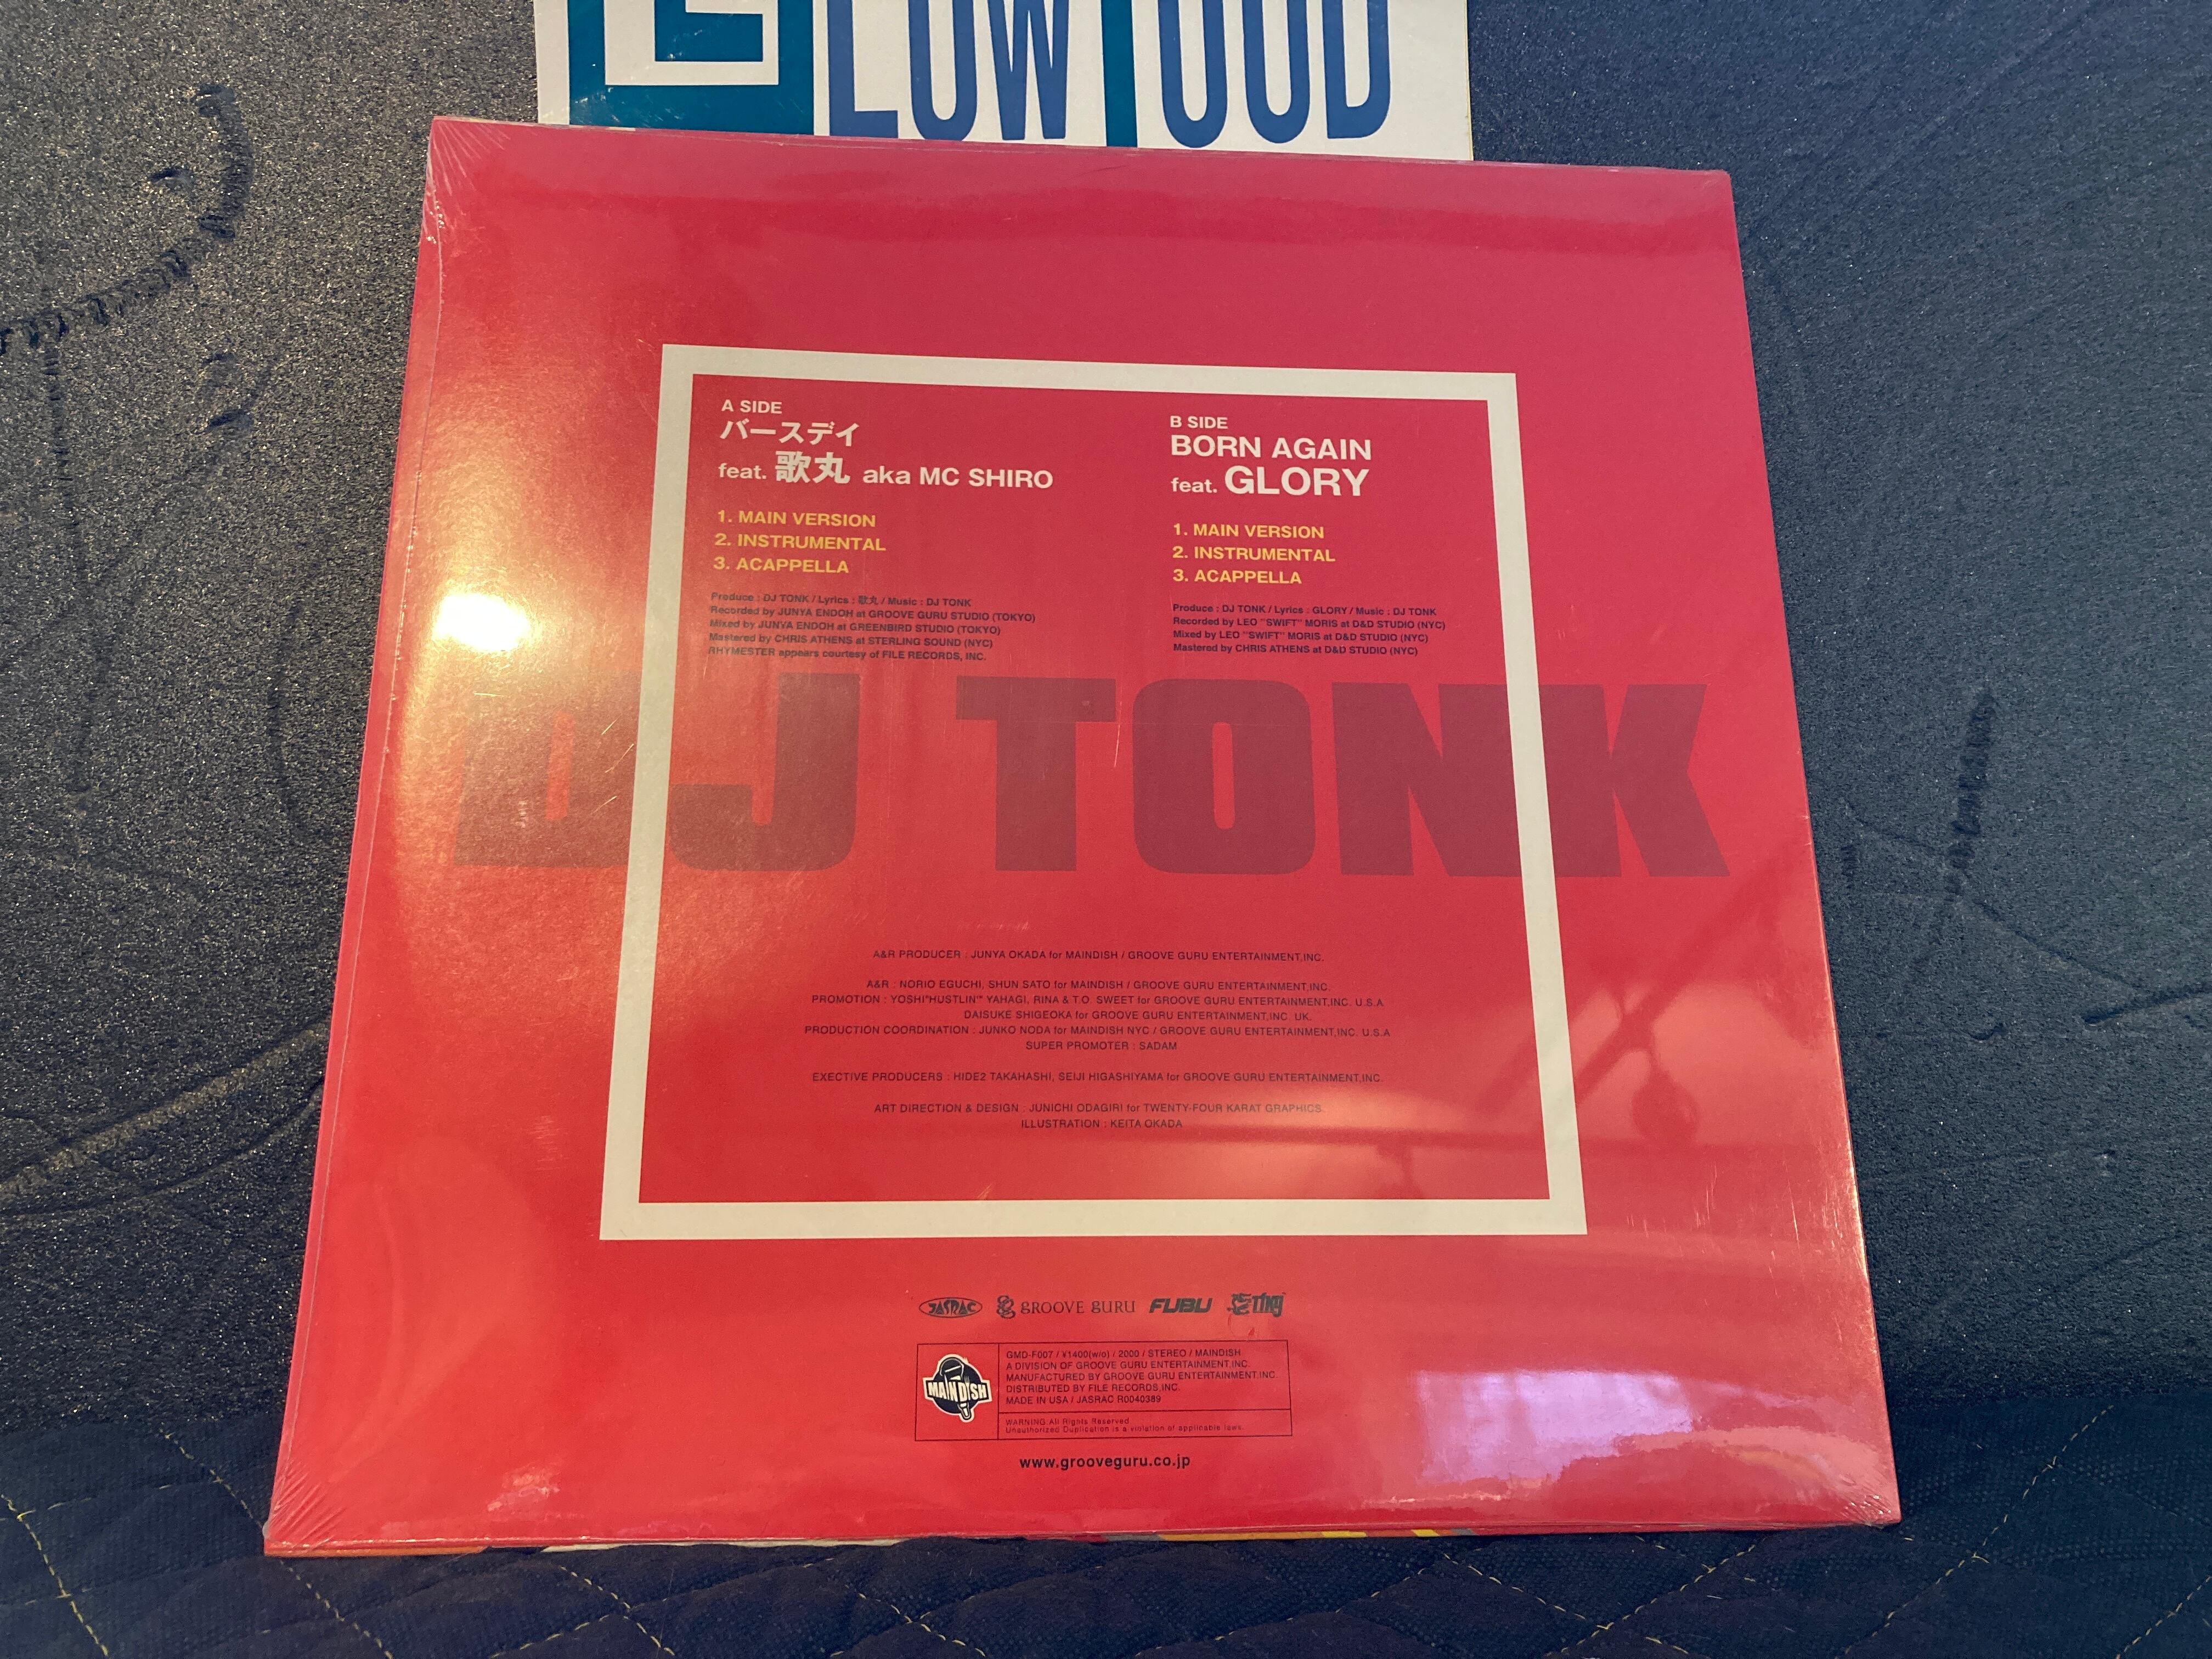 LOW
A SIDE
バースデイ
feat. 歌丸 aka MC SHIRO
1. MAIN VERSION
2. INSTRUMENTAL
3. ACAPPELLA
Produce : DJ TONK / Lyrics : 歌丸 / Music : DJ TONK
Recorded by JUNYA ENDOH at GROOVE GURU STUDIO (TOKYO)
Mixed by JUNYA ENDOH at GREENBIRD STUDIO (TOKYO)
Mastered by CHRIS ATHENS at STERLING SOUND (NYC)
RHYMESTER appears courtesy of FILE RECORDS, INC.
B SIDE
BORN AGAIN
feat. GLORY
1. MAIN VERSION
2. INSTRUMENTAL
3. ACAPPELLA
Produce : DJ TONK / Lyrics : GLORY / Music : DJ TONK
Recorded by LEO "SWIFT" MORIS at D&D STUDIO (NYC)
Mixed by LEO "SWIFT" MORIS at D&D STUDIO (NYC)
Mastered by CHRIS ATHENS at D&D STUDIO (NYC)
DJ TONK
A&R PRODUCER : JUNYA OKADA for MAINDISH / GROOVE GURU ENTERTAINMENT,INC.
A&R : NORIO EGUCHI, SHUN SATO for MAINDISH / GROOVE GURU ENTERTAINMENT,INC.
PROMOTION : YOSHI"HUSTLIN'" YAHAGI, RINA & T.O. SWEET for GROOVE GURU ENTERTAINMENT,INC. U.S.A
DAISUKE SHIGEOKA for GROOVE GURU ENTERTAINMENT,INC. UK.
PRODUCTION COORDINATION : JUNKO NODA for MAINDISH NYC / GROOVE GURU ENTERTAINMENT,INC. U.S.A
SUPER PROMOTER : SADAM
EXECTIVE PRODUCERS : HIDE2 TAKAHASHI, SEIJI HIGASHIYAMA for GROOVE GURU ENTERTAINMENT,INC.
ART DIRECTION & DESIGN : JUNICHI ODAGIRI for TWENTY-FOUR KARAT GRAPHICS.
ILLUSTRATION : KEITA OKADA
JASRAC GROOVE GURU FUBU
MAIN DISH
GMD-F007 / ¥1400(w/o) / 2000 / STEREO / MAINDISH
A DIVISION OF GROOVE GURU ENTERTAINMENT,INC.
MANUFACTURED BY GROOVE GURU ENTERTAINMENT,INC.
DISTRIBUTED BY FILE RECORDS,INC.
MADE IN USA / JASRAC R0040389
WARNING:All Rights Reserved.
Unauthorized Duplication is a violation of applicable laws.
www.grooveguru.co.jp